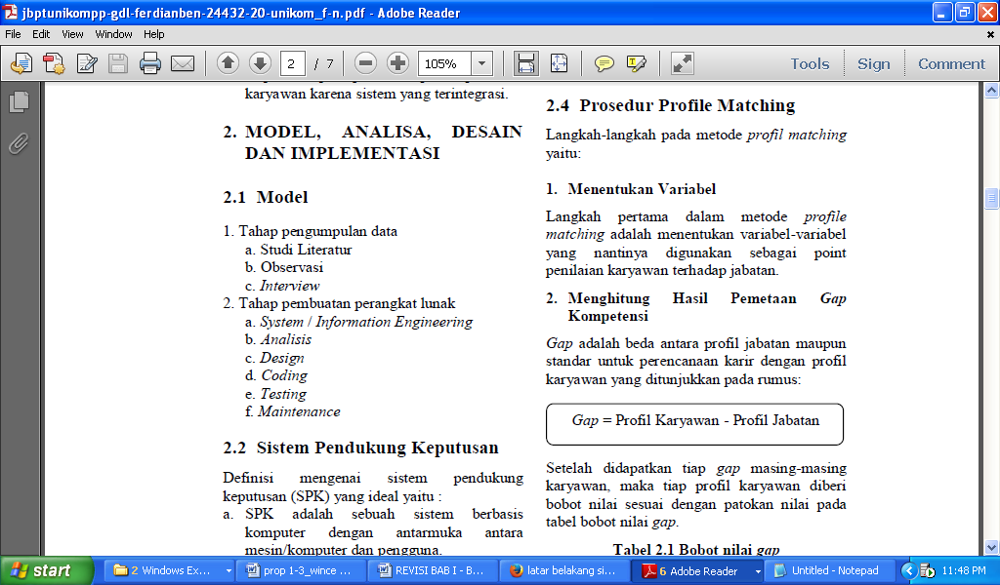 jbptunikompp-gdl-ferdianben-24432-20-unikom_f-n.pdf - Adobe Reader
File Edit View Window Help
2 / 7 105% Tools Sign Comment
karyawan karena sistem yang terintegrasi.
2. MODEL, ANALISA, DESAIN
DAN IMPLEMENTASI
2.1 Model
1. Tahap pengumpulan data
a. Studi Literatur
b. Observasi
c. Interview
2. Tahap pembuatan perangkat lunak
a. System / Information Engineering
b. Analisis
c. Design
d. Coding
e. Testing
f. Maintenance
2.2 Sistem Pendukung Keputusan
Definisi mengenai sistem pendukung
keputusan (SPK) yang ideal yaitu :
a. SPK adalah sebuah sistem berbasis
komputer dengan antarmuka antara
mesin/komputer dan pengguna.
2.4 Prosedur Profile Matching
Langkah-langkah pada metode profil matching
yaitu:
1. Menentukan Variabel
Langkah pertama dalam metode profile
matching adalah menentukan variabel-variabel
yang nantinya digunakan sebagai point
penilaian karyawan terhadap jabatan.
2. Menghitung Hasil Pemetaan Gap
Kompetensi
Gap adalah beda antara profil jabatan maupun
standar untuk perencanaan karir dengan profil
karyawan yang ditunjukkan pada rumus:
Gap = Profil Karyawan - Profil Jabatan
Setelah didapatkan tiap gap masing-masing
karyawan, maka tiap profil karyawan diberi
bobot nilai sesuai dengan patokan nilai pada
tabel bobot nilai gap.
Tabel 2.1 Bobot nilai gap
start 2 Windows Ex... prop 1-3_wince ... REVISI BAB I - B... latar belakang si... 6 Adobe Reader Untitled - Notepad 11:48 PM